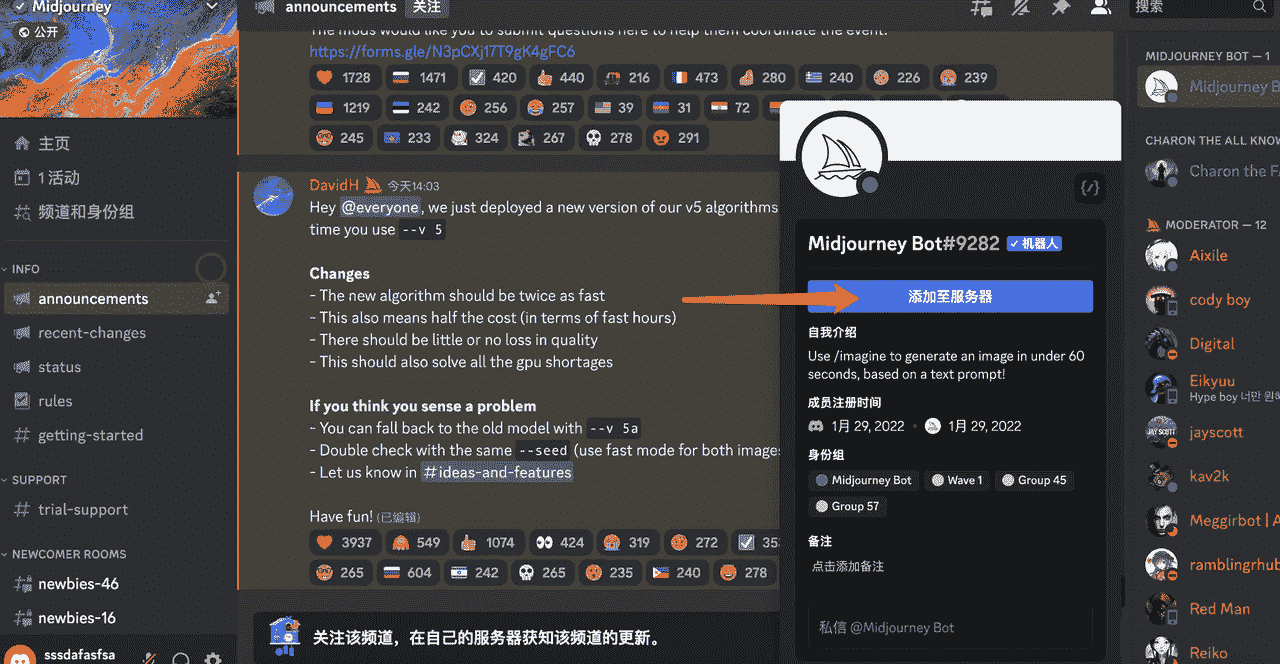 Midjourney
公开
主页
1 活动
频道和身份组
INFO
announcements
recent-changes
status
rules
getting-started
SUPPORT
trial-support
NEWCOMER ROOMS
newbies-46
newbies-16
sssdafasfsa
announcements 关注
The mods would like you to submit questions here to help them coordinate the event.
https://forms.gle/N3pCXj17T9gK4gFC6
1728 1471 420 440 216 473 280 240 226 239
1219 242 256 257 39 31 72
245 233 324 267 278 291
DavidH 今天14:03
Hey @everyone, we just deployed a new version of our v5 algorithms
time you use --v 5
Changes
- The new algorithm should be twice as fast
- This also means half the cost (in terms of fast hours)
- There should be little or no loss in quality
- This should also solve all the gpu shortages
If you think you sense a problem
- You can fall back to the old model with --v 5a
- Double check with the same --seed (use fast mode for both images
- Let us know in #ideas-and-features
Have fun! (已编辑)
3937 549 1074 424 319 272 35
265 604 242 265 235 240 278
关注该频道，在自己的服务器获知该频道的更新。
Midjourney Bot#9282 机器人
添加至服务器
自我介绍
Use /imagine to generate an image in under 60
seconds, based on a text prompt!
成员注册时间
1月 29, 2022 1月 29, 2022
身份组
Midjourney Bot Wave 1 Group 45
Group 57
备注
点击添加备注
私信 @Midjourney Bot
搜索
MIDJOURNEY BOT — 1
Midjourney B
CHARON THE ALL KNOW
Charon the FA
MODERATOR — 12
Aixile
cody boy
Digital
Eikyuu
Hype boy 너만 원해
jayscott
kav2k
Meggirbot | A
ramblingrhub
Red Man
Reiko